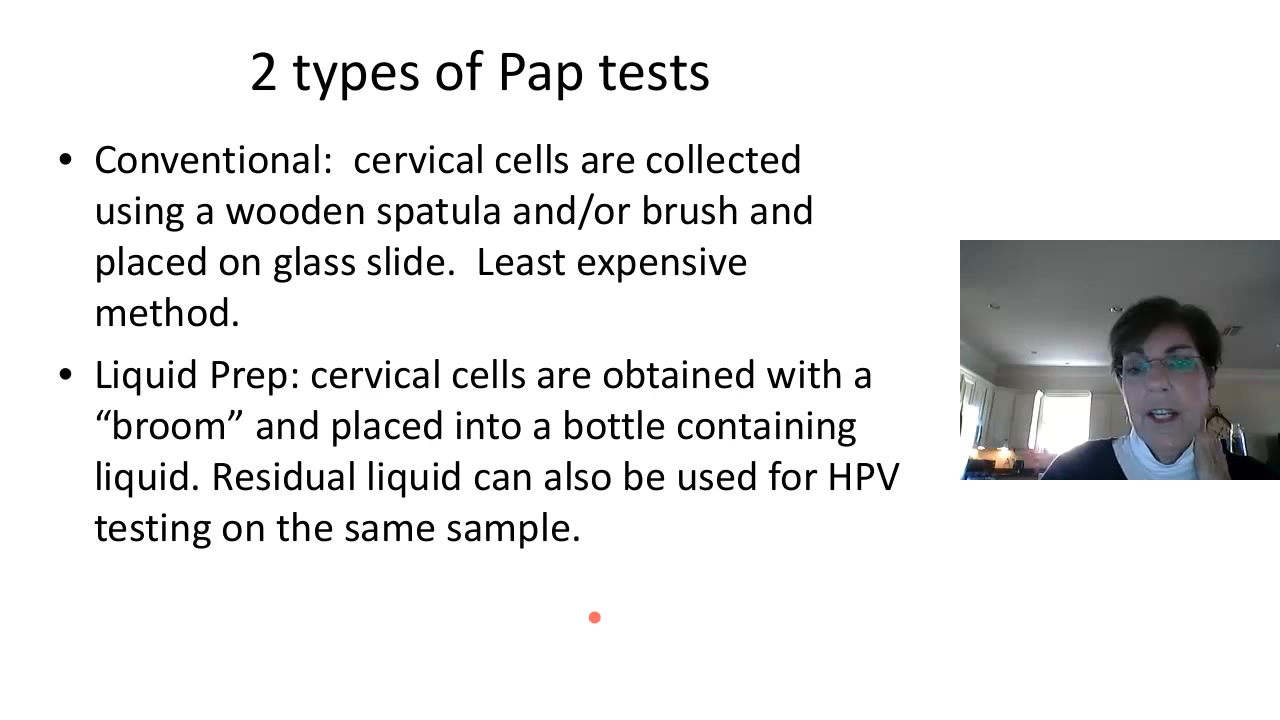 2 types of Pap tests
• Conventional:  cervical cells are collected
using a wooden spatula and/or brush and
placed on glass slide.  Least expensive
method.
• Liquid Prep: cervical cells are obtained with a
“broom” and placed into a bottle containing
liquid. Residual liquid can also be used for HPV
testing on the same sample.